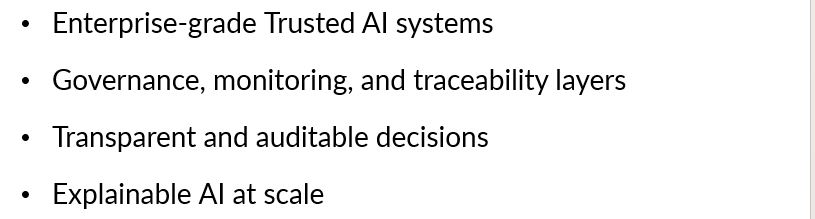 • Enterprise-grade Trusted AI systems
• Governance, monitoring, and traceability layers
• Transparent and auditable decisions
• Explainable AI at scale